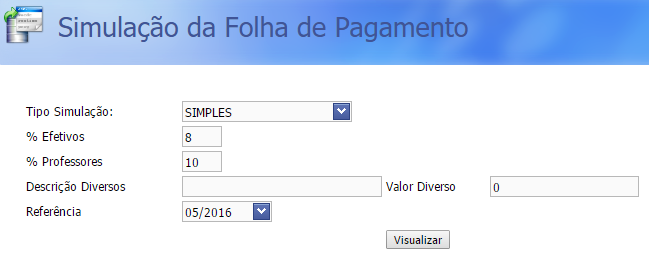 Simulação da Folha de Pagamento
Tipo Simulação: SIMPLES
% Efetivos 8
% Professores 10
Descrição Diversos Valor Diverso 0
Referência 05/2016
Visualizar